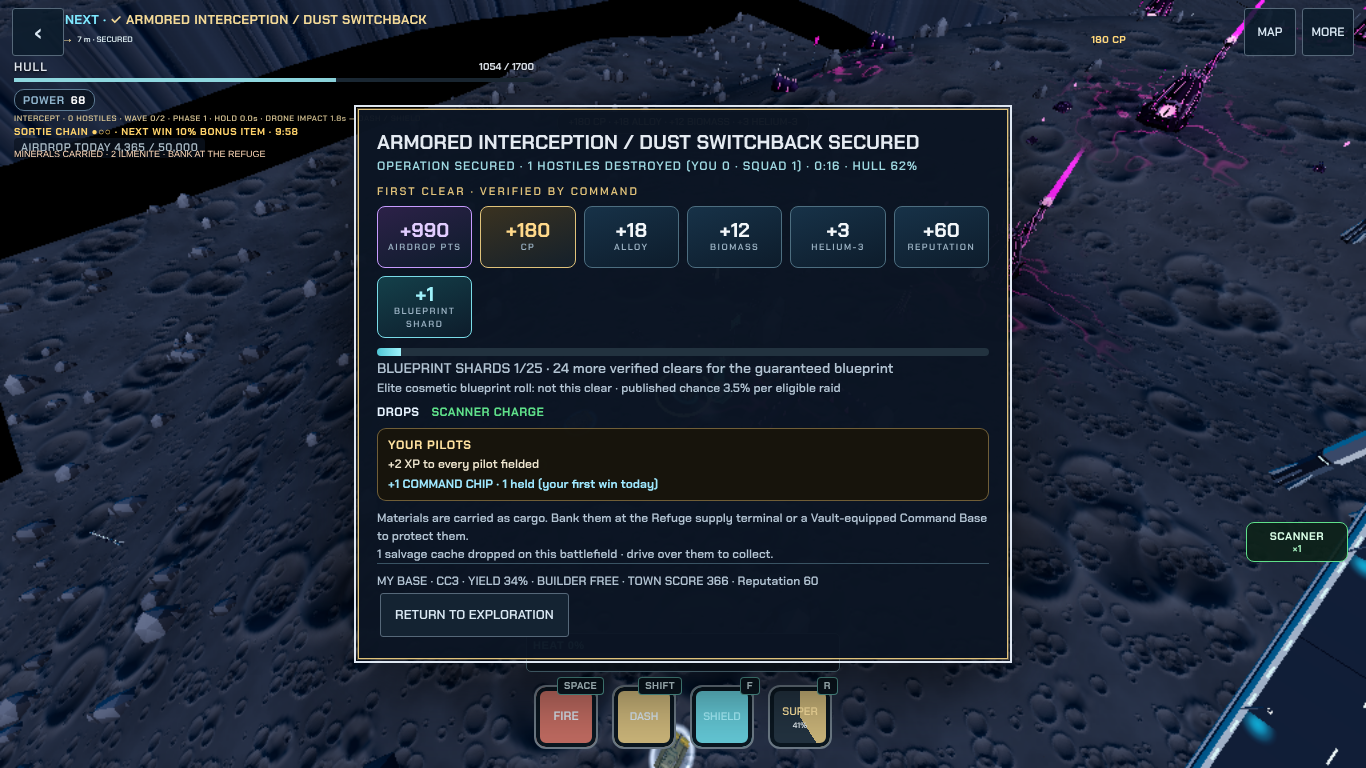 ‹
NEXT · ✓ ARMORED INTERCEPTION / DUST SWITCHBACK
→ 7 m · SECURED
HULL
1054 / 1700
POWER 68
INTERCEPT · 0 HOSTILES · WAVE 0/2 · PHASE 1 · HOLD 0.0s · DRONE IMPACT 1.8s —
SORTIE CHAIN ●○○ · NEXT WIN 10% BONUS ITEM · 9:58
AIRDROP TODAY 4,365 / 50,000
MINERALS CARRIED · 2 ILMENITE · BANK AT THE REFUGE
180 CP
MAP
MORE
ARMORED INTERCEPTION / DUST SWITCHBACK SECURED
OPERATION SECURED · 1 HOSTILES DESTROYED (YOU 0 · SQUAD 1) · 0:16 · HULL 62%
FIRST CLEAR · VERIFIED BY COMMAND
+990
AIRDROP PTS
+180
CP
+18
ALLOY
+12
BIOMASS
+3
HELIUM-3
+60
REPUTATION
+1
BLUEPRINT
SHARD
BLUEPRINT SHARDS 1/25 · 24 more verified clears for the guaranteed blueprint
Elite cosmetic blueprint roll: not this clear · published chance 3.5% per eligible raid
DROPS SCANNER CHARGE
YOUR PILOTS
+2 XP to every pilot fielded
+1 COMMAND CHIP · 1 held (your first win today)
Materials are carried as cargo. Bank them at the Refuge supply terminal or a Vault-equipped Command Base
to protect them.
1 salvage cache dropped on this battlefield · drive over them to collect.
MY BASE · CC3 · YIELD 34% · BUILDER FREE · TOWN SCORE 366 · Reputation 60
RETURN TO EXPLORATION
SCANNER
×1
SPACE
FIRE
SHIFT
DASH
F
SHIELD
R
SUPER
41%